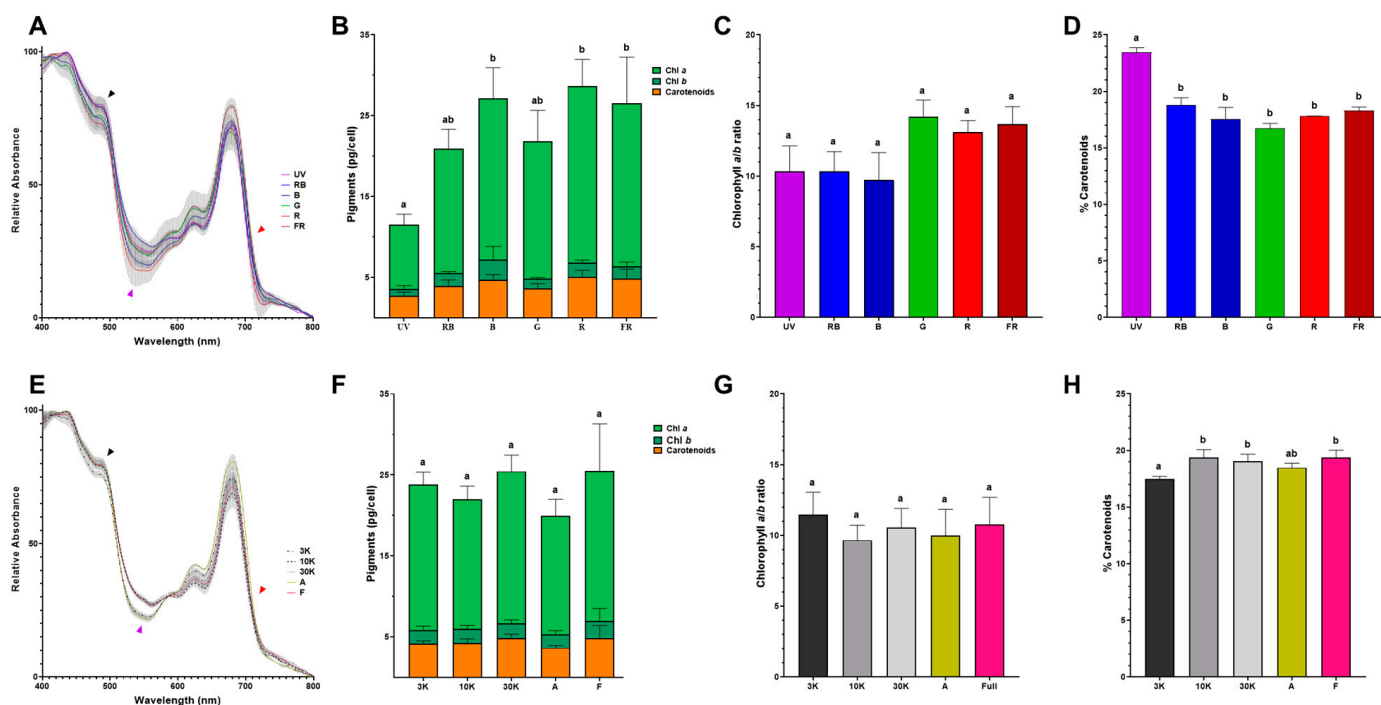 A
Relative Absorbance
100
50
0
400
500
600
700
800
Wavelength (nm)
UV
RB
B
G
R
FR
B
Pigments (pg/cell)
35
25
15
5
a
ab
b
ab
b
b
UV
RB
B
G
R
FR
Chl a
Chl b
Carotenoids
C
Chlorophyll a/b ratio
20
15
10
5
0
a
a
a
a
a
a
UV
RB
B
G
R
FR
D
% Carotenoids
25
20
15
10
5
0
a
b
b
b
b
b
UV
RB
B
G
R
FR
E
Relative Absorbance
100
50
0
400
500
600
700
800
Wavelength (nm)
3K
10K
30K
A
F
F
Pigments (pg/cell)
35
25
15
5
a
a
a
a
a
3K
10K
30K
A
F
Chl a
Chl b
Carotenoids
G
Chlorophyll a/b ratio
20
15
10
5
0
a
a
a
a
a
3K
10K
30K
A
Full
H
% Carotenoids
25
20
15
10
5
0
a
b
b
ab
b
3K
10K
30K
A
F